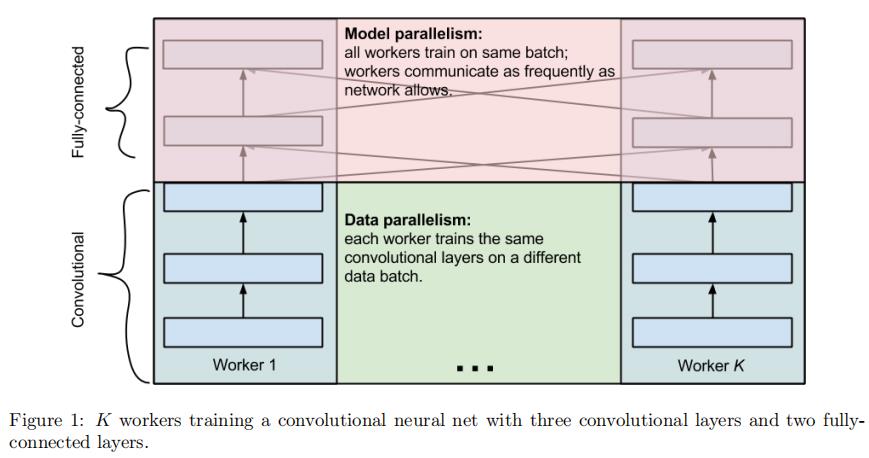 Fully-connected
Model parallelism:
all workers train on same batch;
workers communicate as frequently as
network allows.
Convolutional
Data parallelism:
each worker trains the same
convolutional layers on a different
data batch.
Worker 1
...
Worker K
Figure 1: K workers training a convolutional neural net with three convolutional layers and two fully-
connected layers.